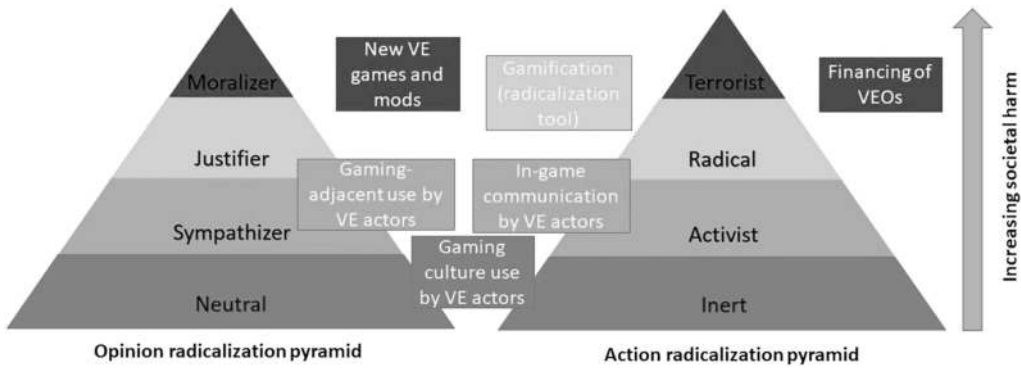 Moralizer
Justifier
Sympathizer
Neutral
Opinion radicalization pyramid
New VE
games and
mods
Gamification
(radicalization
tool)
Gaming-
adjacent use by
VE actors
In-game
communication
by VE actors
Gaming
culture use
by VE actors
Terrorist
Radical
Activist
Inert
Action radicalization pyramid
Financing of
VEOs
Increasing societal harm